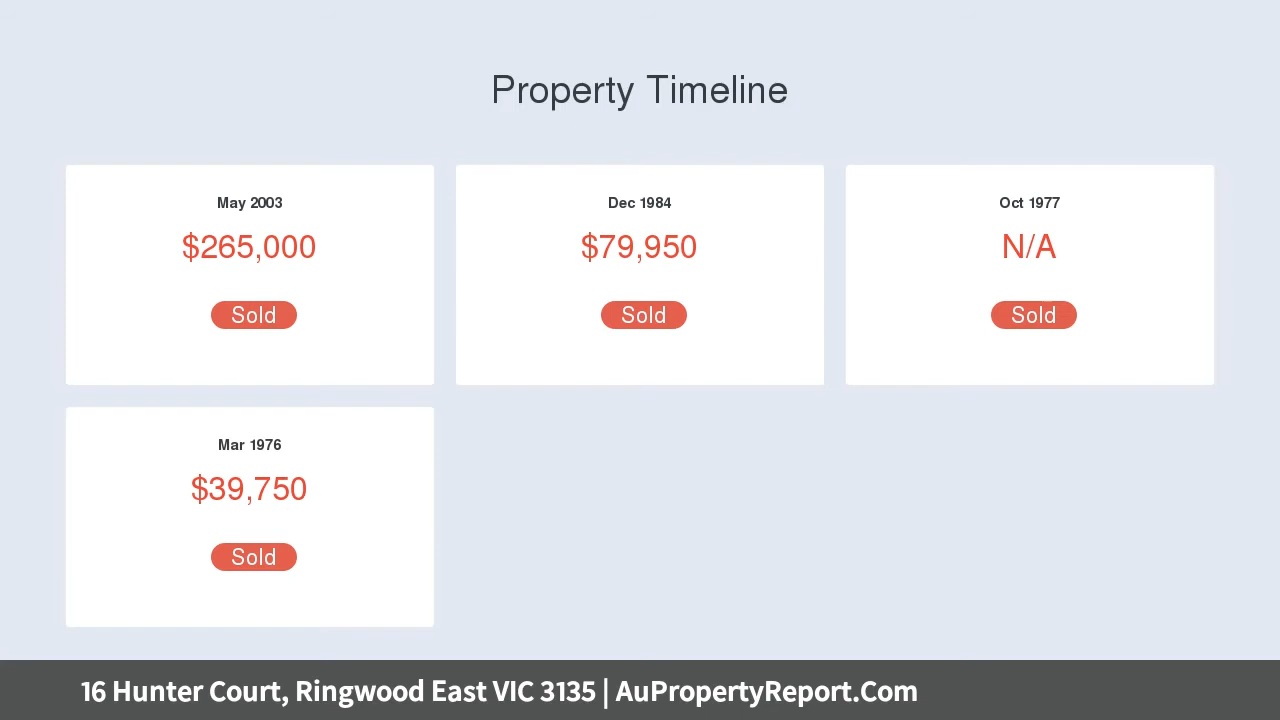 Property Timeline
May 2003
$265,000
Sold
Dec 1984
$79,950
Sold
Oct 1977
N/A
Sold
Mar 1976
$39,750
Sold
16 Hunter Court, Ringwood East VIC 3135 | AuPropertyReport.Com